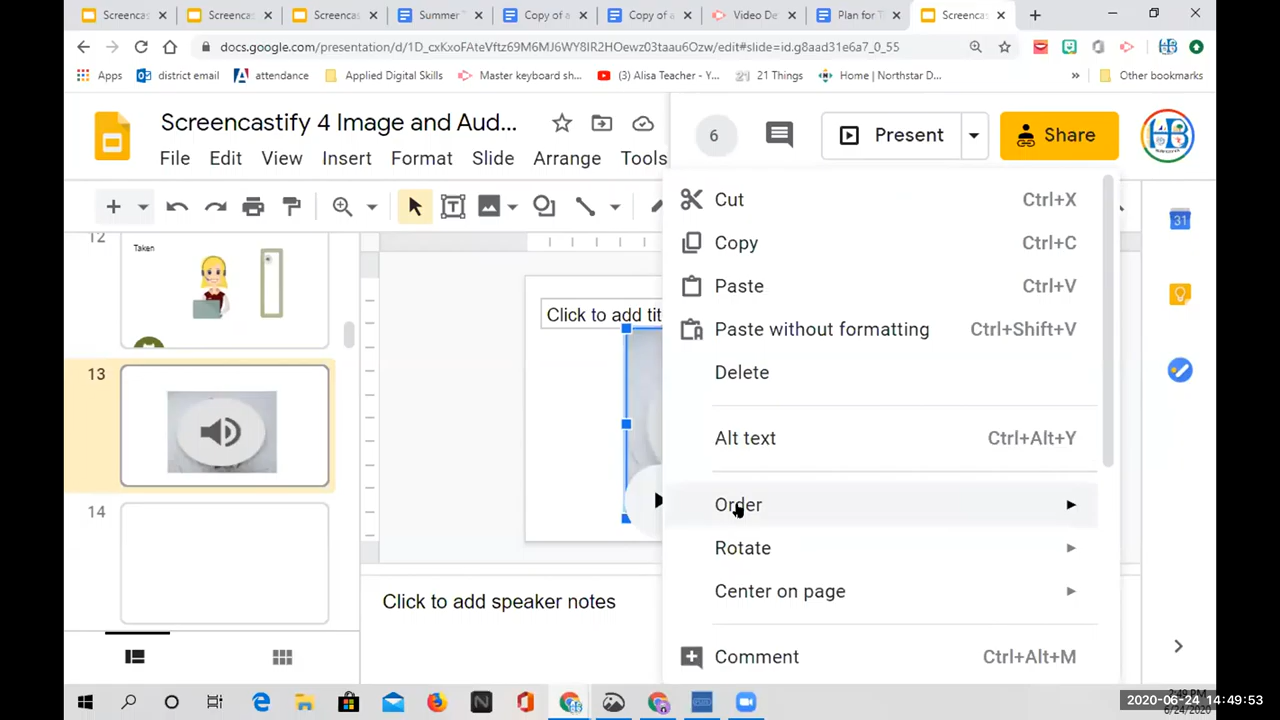 Screencas
Screencas
Screencas
Summer
Copy of a
Copy of a
Video De
Plan for T
Screencas
docs.google.com/presentation/d/1D_cxKxoFAteVftz69M6MJ6WY8IR2HOewz03taau6Ozw/edit#slide=id.g8aad31e6a7_0_55
Apps
district email
attendance
Applied Digital Skills
Master keyboard sh...
(3) Alisa Teacher - Y...
21 Things
Home | Northstar D...
»
Other bookmarks
Screencastify 4 Image and Aud...
6
Present
Share
File
Edit
View
Insert
Format
Slide
Arrange
Tools
12
Taken
13
14
Click to add tit
Click to add speaker notes
Cut Ctrl+X
Copy Ctrl+C
Paste Ctrl+V
Paste without formatting Ctrl+Shift+V
Delete
Alt text Ctrl+Alt+Y
Order
Rotate
Center on page
Comment Ctrl+Alt+M
31
2020-06-24 14:49:53
6/24/2020